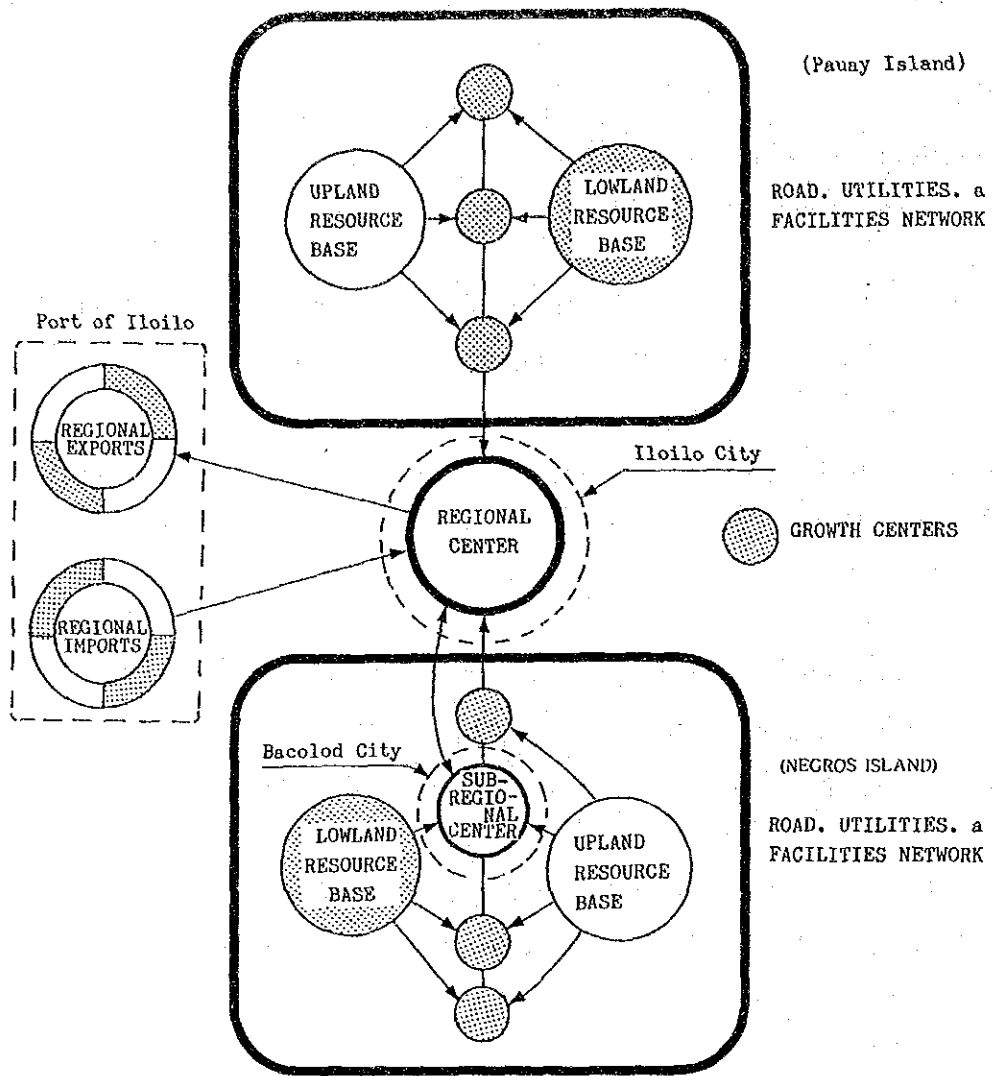 (Pauay Island)
UPLAND
RESOURCE
BASE
LOWLAND
RESOURCE
BASE
ROAD. UTILITIES. a
FACILITIES NETWORK
Port of Iloilo
REGIONAL
EXPORTS
Iloilo City
REGIONAL
CENTER
GROWTH CENTERS
REGIONAL
IMPORTS
Bacolod City
SUB-
REGIO-
NAL
CENTER
(NEGROS ISLAND)
LOWLAND
RESOURCE
BASE
UPLAND
RESOURCE
BASE
ROAD. UTILITIES. a
FACILITIES NETWORK